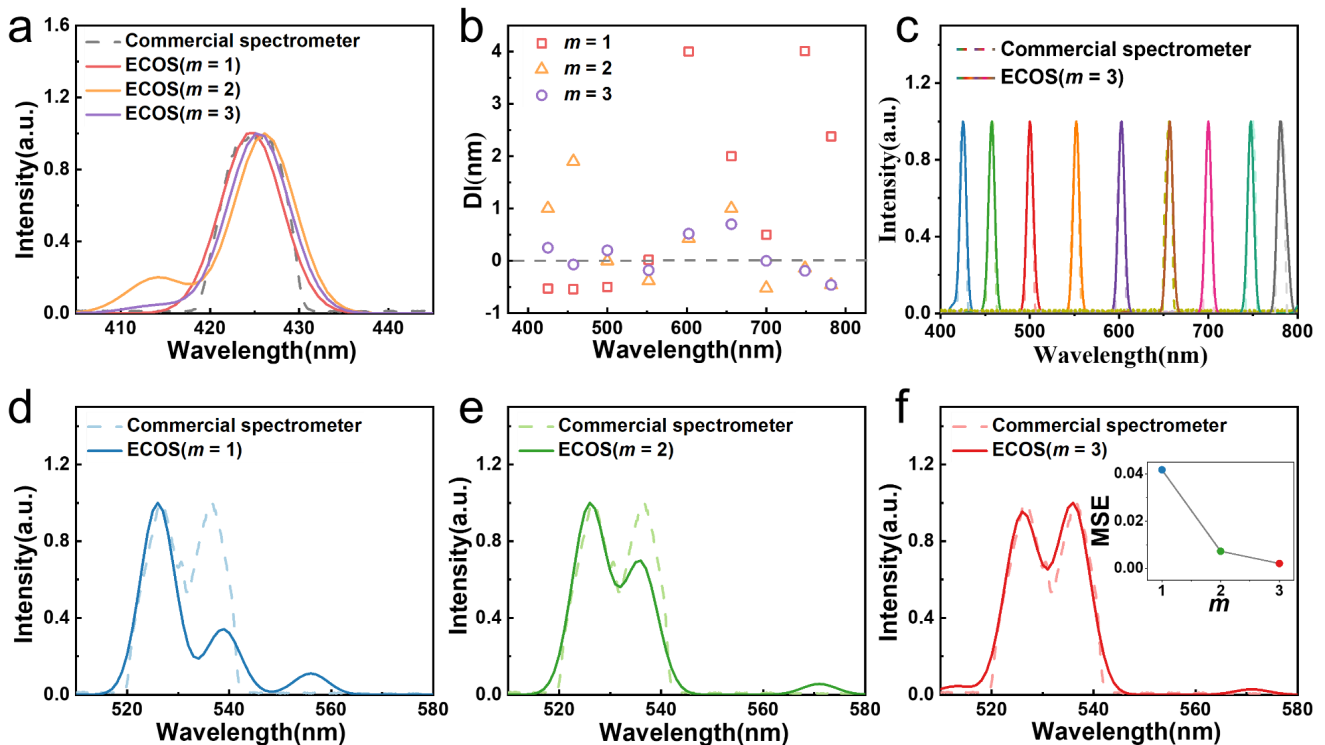 a
1.6
Commercial spectrometer
ECOS(m = 1)
ECOS(m = 2)
ECOS(m = 3)
1.2
0.8
0.4
0.0
Intensity(a.u.)
410 420 430 440
Wavelength(nm)
b
m = 1
m = 2
m = 3
4
3
2
1
0
-1
DI(nm)
400 500 600 700 800
Wavelength(nm)
c
Commercial spectrometer
ECOS(m = 3)
1.2
0.8
0.4
0.0
Intensity(a.u.)
400 500 600 700 800
Wavelength(nm)
d
Commercial spectrometer
ECOS(m = 1)
1.2
0.8
0.4
0.0
Intensity(a.u.)
520 540 560 580
Wavelength(nm)
e
Commercial spectrometer
ECOS(m = 2)
1.2
0.8
0.4
0.0
Intensity(a.u.)
520 540 560 580
Wavelength(nm)
f
Commercial spectrometer
ECOS(m = 3)
1.2
0.8
0.4
0.0
Intensity(a.u.)
0.04
0.02
0.00
MSE
1 2 3
m
520 540 560 580
Wavelength(nm)